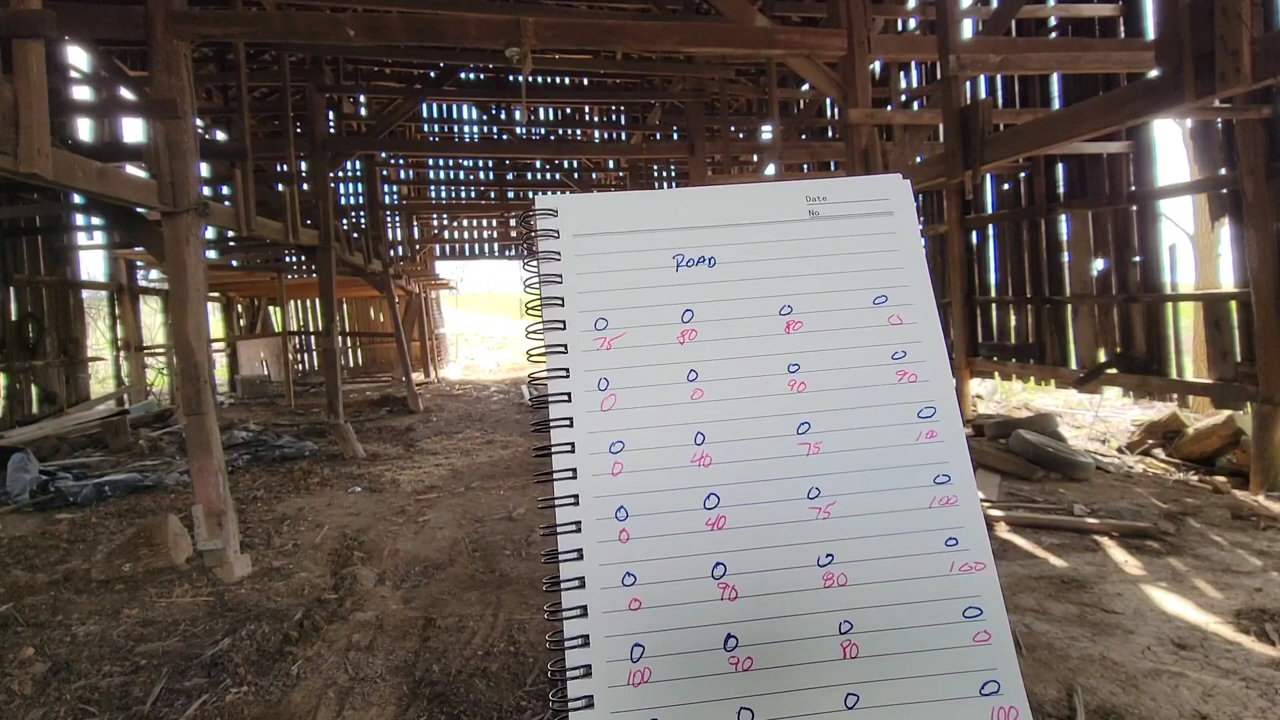 Date
No
ROAD
0 0 0 0
75 80 80 0
0 0 0 0
0 0 90 90
0 0 0 0
0 40 75 100
0 0 0 0
0 40 75 100
0 0 0 0
0 90 80 100
0 0 0 0
100 90 80 0
0 0 0 0
100